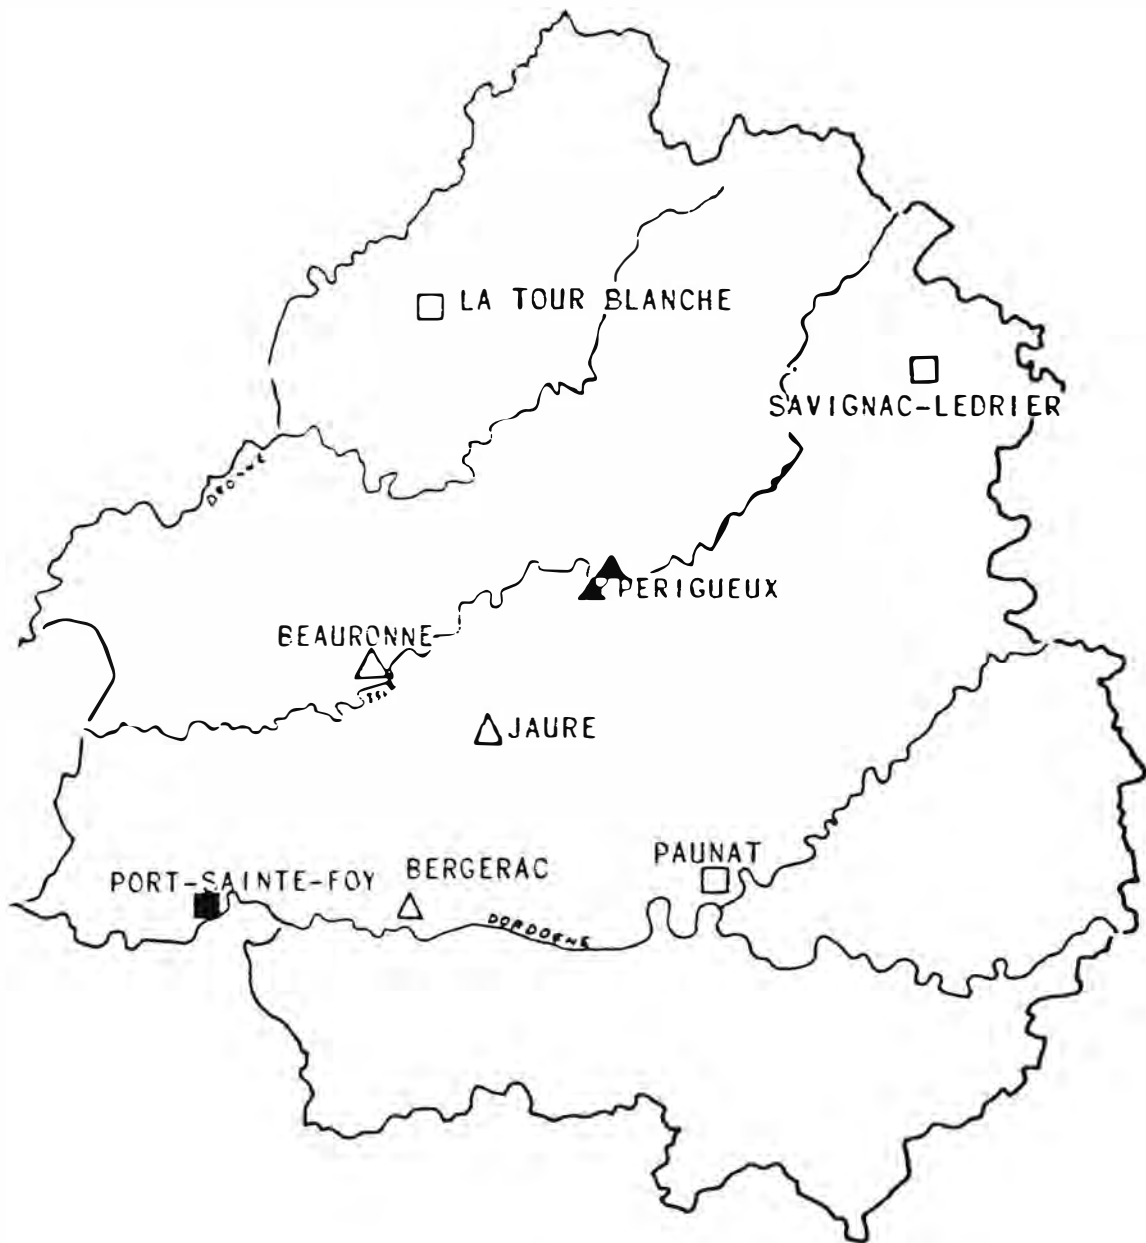 LA TOUR BLANCHE
SAVIGNAC-LEDRIER
DRONNE
PERIGUEUX
BEAURONNE
JAURE
PAUNAT
BERGERAC
PORT-SAINTE-FOY
DORDOGNE